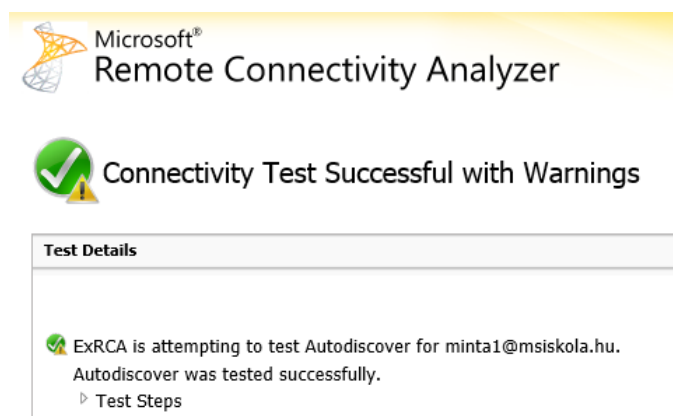 Microsoft®
Remote Connectivity Analyzer
Connectivity Test Successful with Warnings
Test Details
ExRCA is attempting to test Autodiscover for minta1@msiskola.hu.
Autodiscover was tested successfully.
Test Steps